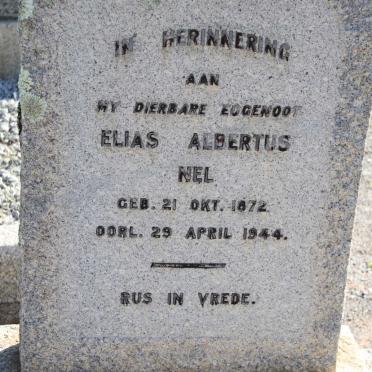 IN HERINNERING
AAN
MY DIERBARE EGGENOOT
ELIAS ALBERTUS
NEL
GEB. 21 OKT. 1872
OORL. 29 APRIL 1944.
RUS IN VREDE.